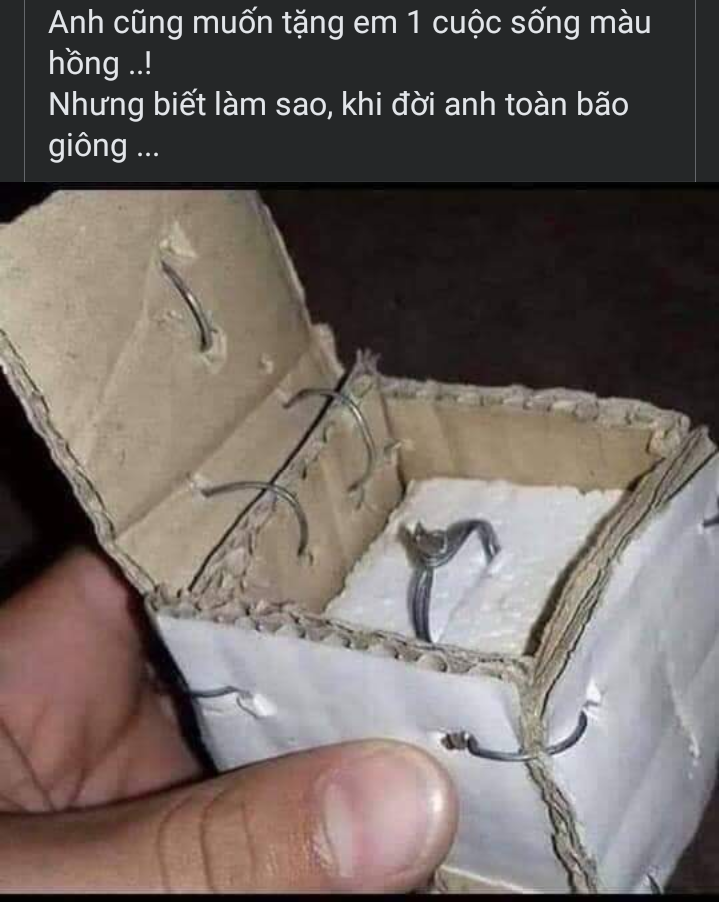 Anh cũng muốn tặng em 1 cuộc sống màu
hồng ..!
Nhưng biết làm sao, khi đời anh toàn bão
giông ...